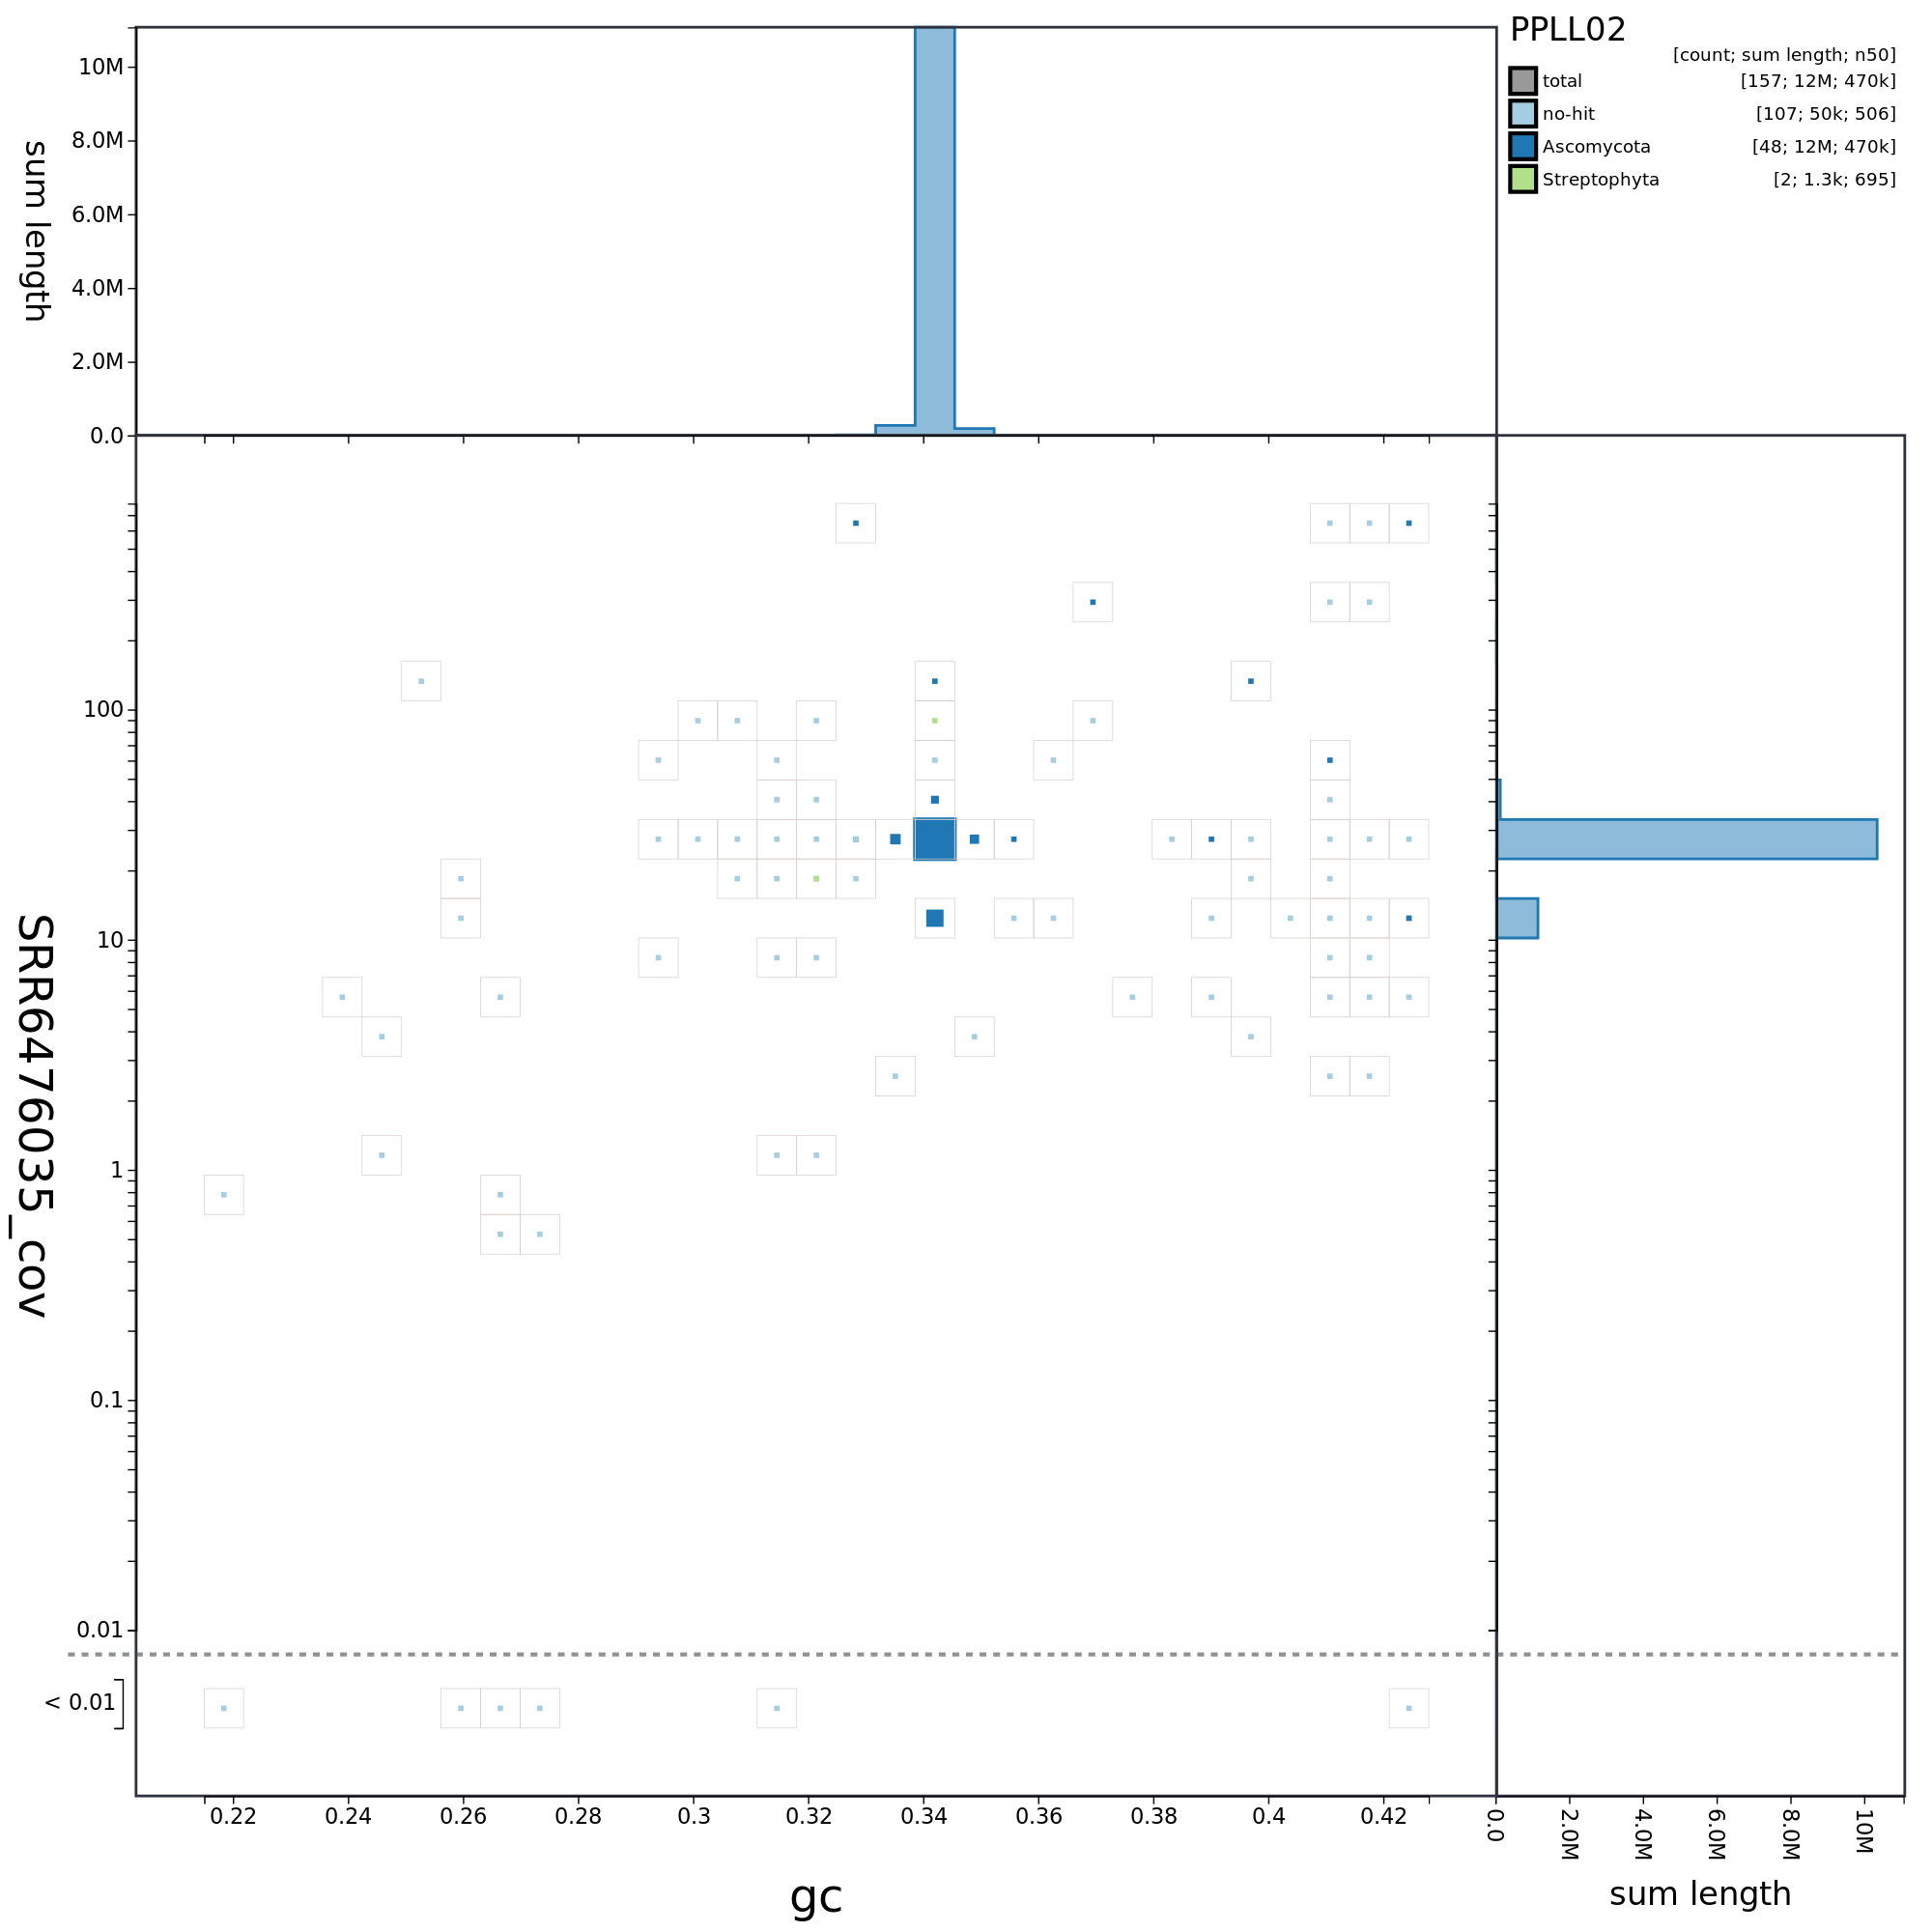 PPLL02
[count; sum length; n50]
total [157; 12M; 470k]
no-hit [107; 50k; 506]
Ascomycota [48; 12M; 470k]
Streptophyta [2; 1.3k; 695]
sum length
10M
8.0M
6.0M
4.0M
2.0M
0.0
SRR6476035_cov
100
10
1
0.1
0.01
< 0.01
0.22 0.24 0.26 0.28 0.3 0.32 0.34 0.36 0.38 0.4 0.42
gc
0.0 2.0M 4.0M 6.0M 8.0M 10M
sum length